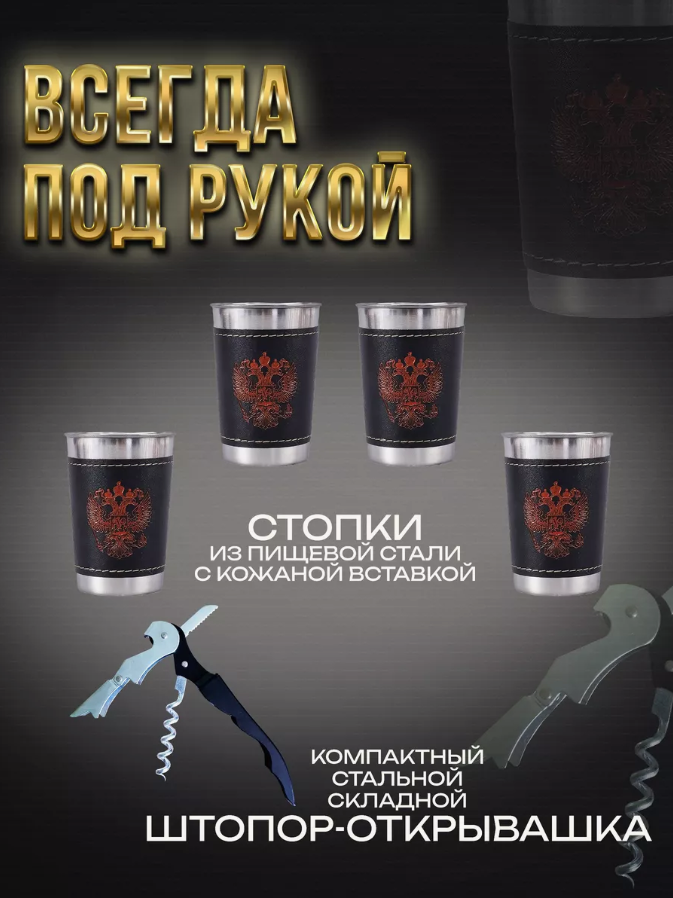 ВСЕГДА
ПОД РУКОЙ
СТОПКИ
ИЗ ПИЩЕВОЙ СТАЛИ
С КОЖАНОЙ ВСТАВКОЙ
КОМПАКТНЫЙ
СТАЛЬНОЙ
СКЛАДНОЙ
ШТОПОР-ОТКРЫВАШКА